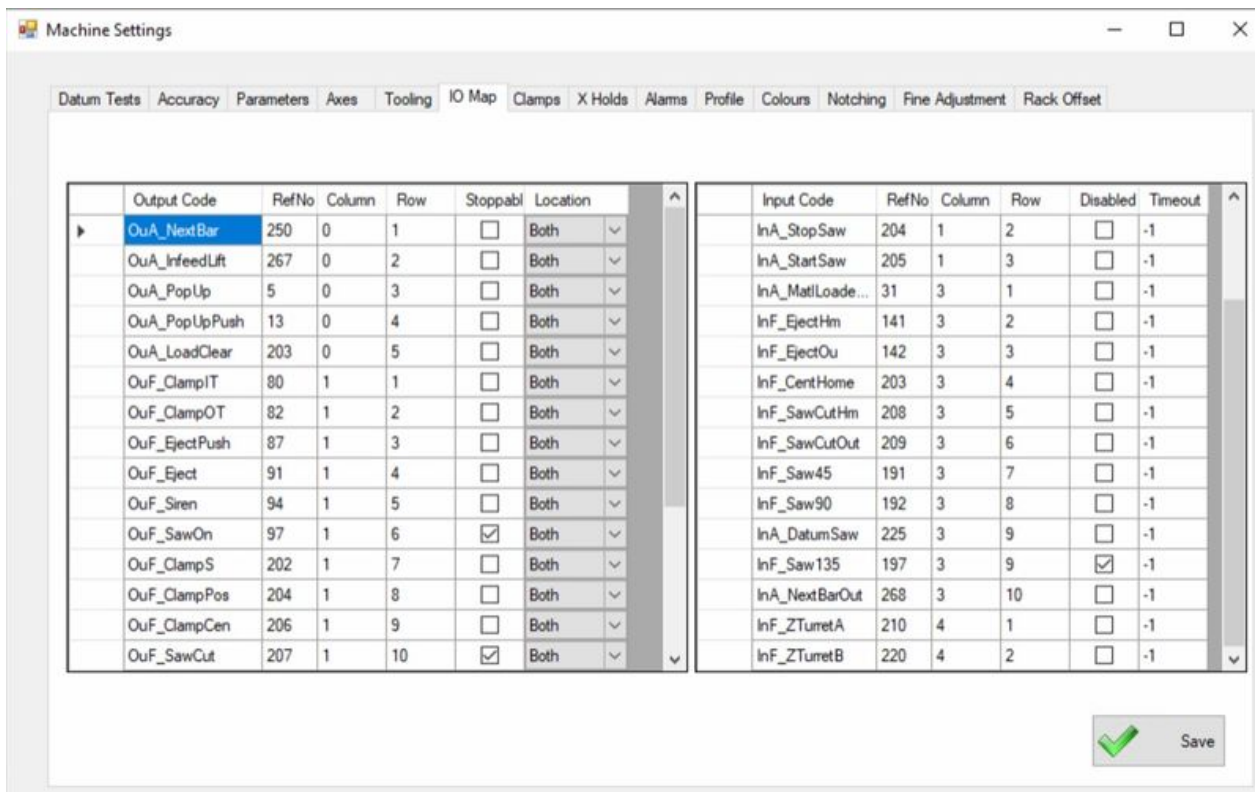 Machine Settings
Datum Tests Accuracy Parameters Axes Tooling IO Map Clamps X Holds Alarms Profile Colours Notching Fine Adjustment Rack Offset
Output Code RefNo Column Row Stoppabl Location
OuA_NextBar 250 0 1 Both
OuA_InfeedLift 267 0 2 Both
OuA_PopUp 5 0 3 Both
OuA_PopUpPush 13 0 4 Both
OuA_LoadClear 203 0 5 Both
OuF_ClampIT 80 1 1 Both
OuF_ClampOT 82 1 2 Both
OuF_EjectPush 87 1 3 Both
OuF_Eject 91 1 4 Both
OuF_Siren 94 1 5 Both
OuF_SawOn 97 1 6 Both
OuF_ClampS 202 1 7 Both
OuF_ClampPos 204 1 8 Both
OuF_ClampCen 206 1 9 Both
OuF_SawCut 207 1 10 Both
Input Code RefNo Column Row Disabled Timeout
InA_StopSaw 204 1 2 -1
InA_StartSaw 205 1 3 -1
InA_MatlLoade... 31 3 1 -1
InF_EjectHm 141 3 2 -1
InF_EjectOu 142 3 3 -1
InF_CentHome 203 3 4 -1
InF_SawCutHm 208 3 5 -1
InF_SawCutOut 209 3 6 -1
InF_Saw45 191 3 7 -1
InF_Saw90 192 3 8 -1
InA_DatumSaw 225 3 9 -1
InF_Saw135 197 3 9 -1
InA_NextBarOut 268 3 10 -1
InF_ZTurretA 210 4 1 -1
InF_ZTurretB 220 4 2 -1
Save